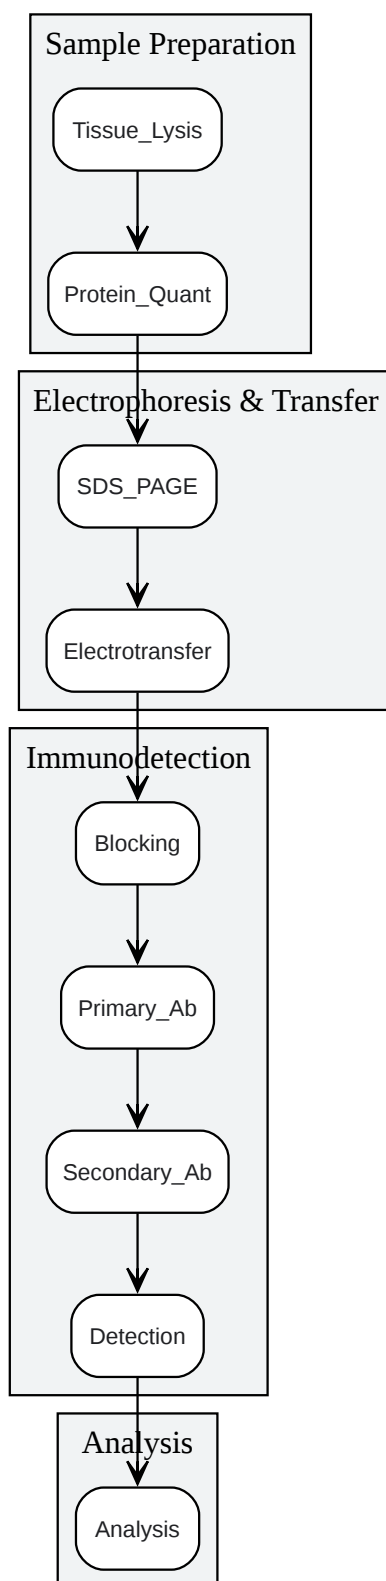 Sample Preparation
Tissue_Lysis
Protein_Quant
Electrophoresis & Transfer
SDS_PAGE
Electrotransfer
Immunodetection
Blocking
Primary_Ab
Secondary_Ab
Detection
Analysis
Analysis